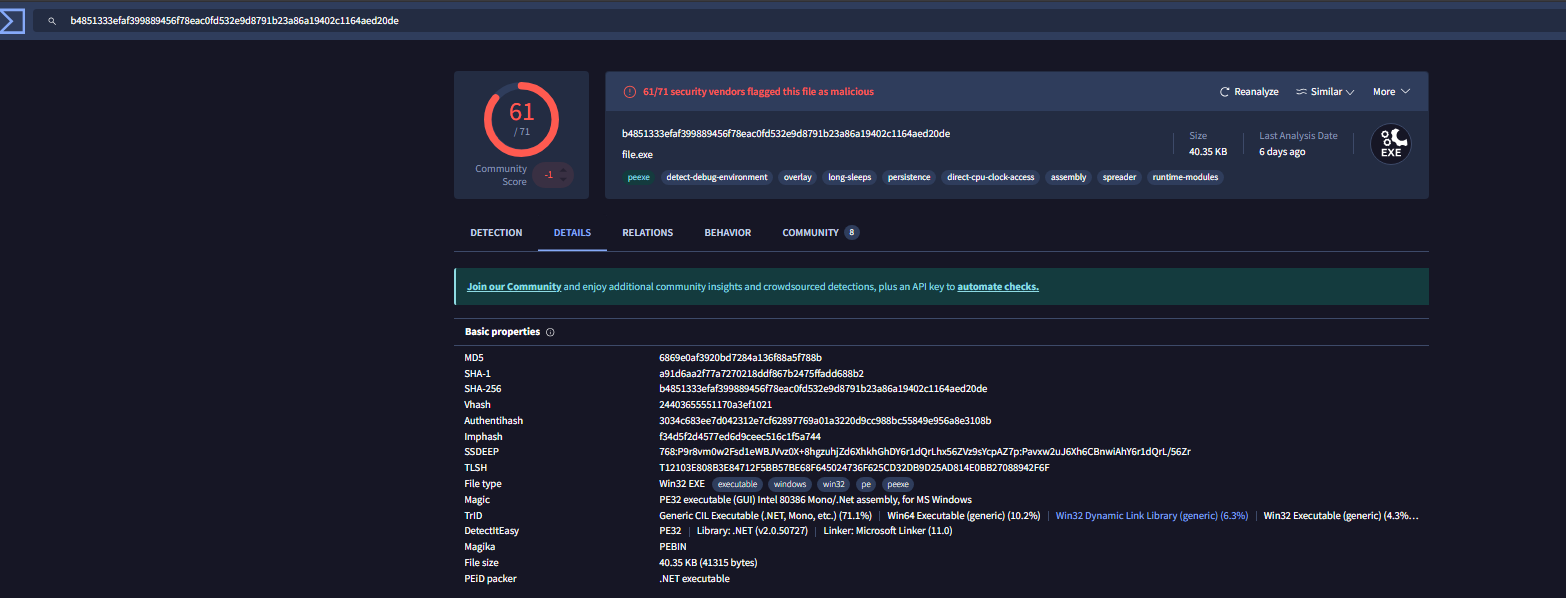 b4851333efaf399889456f78eac0fd532e9d8791b23a86a19402c1164aed20de
61
/ 71
Community
Score
-1
61/71 security vendors flagged this file as malicious
Reanalyze
Similar
More
b4851333efaf399889456f78eac0fd532e9d8791b23a86a19402c1164aed20de
file.exe
Size
40.35 KB
Last Analysis Date
6 days ago
EXE
peexe detect-debug-environment overlay long-sleeps persistence direct-cpu-clock-access assembly spreader runtime-modules
DETECTION DETAILS RELATIONS BEHAVIOR COMMUNITY 8
Join our Community and enjoy additional community insights and crowdsourced detections, plus an API key to automate checks.
Basic properties
MD5 6869e0af3920bd7284a136f88a5f788b
SHA-1 a91d6aa2f77a7270218ddf867b2475ffadd688b2
SHA-256 b4851333efaf399889456f78eac0fd532e9d8791b23a86a19402c1164aed20de
Vhash 24403655551170a3ef1021
Authentihash 3034c683ee7d042312e7cf62897769a01a3220d9cc988bc55849e956a8e3108b
Imphash f34d5f2d4577ed6d9ceec516c1f5a744
SSDEEP 768:P9r8vm0w2Fsd1eWBJVvz0X+8hgzuhjZd6XhkhGhDY6r1dQrLhx56ZVz9sYcpAZ7p:Pavxw2uJ6Xh6CBnwiAhY6r1dQrL/56Zr
TLSH T12103E808B3E84712F5BB57BE68F645024736F625CD32DB9D25AD814E0BB27088942F6F
File type Win32 EXE executable windows win32 pe peexe
Magic PE32 executable (GUI) Intel 80386 Mono/.Net assembly, for MS Windows
TrID Generic CIL Executable (.NET, Mono, etc.) (71.1%) Win64 Executable (generic) (10.2%) Win32 Dynamic Link Library (generic) (6.3%) Win32 Executable (generic) (4.3%...
DetectItEasy PE32 Library: .NET (v2.0.50727) Linker: Microsoft Linker (11.0)
Magika PEBIN
File size 40.35 KB (41315 bytes)
PEiD packer .NET executable